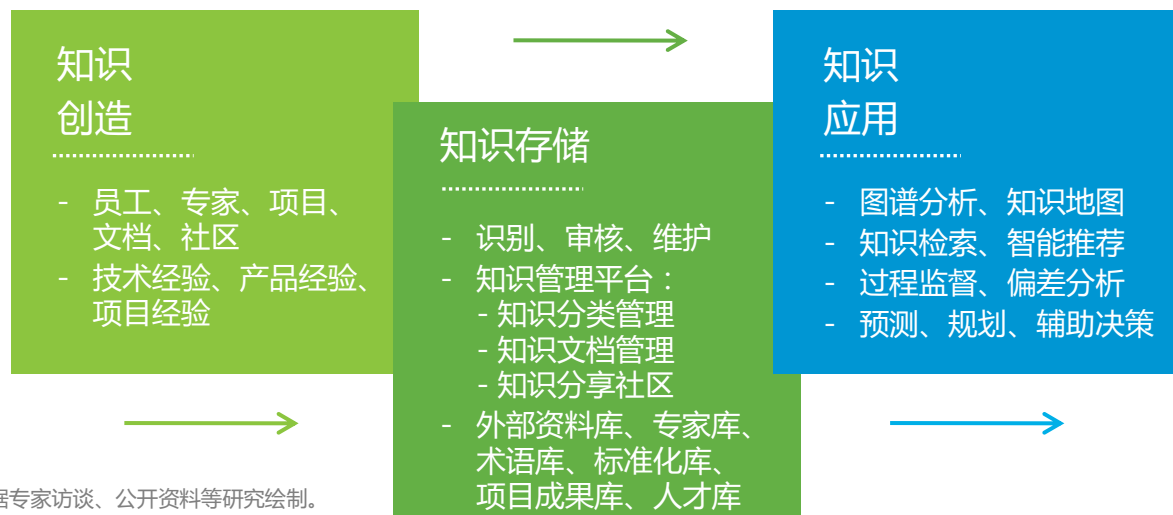 知识
创造
- 员工、专家、项目、
文档、社区
- 技术经验、产品经验、
项目经验
知识存储
- 识别、审核、维护
- 知识管理平台：
- 知识分类管理
- 知识文档管理
- 知识分享社区
- 外部资料库、专家库、
术语库、标准化库、
项目成果库、人才库
知识
应用
- 图谱分析、知识地图
- 知识检索、智能推荐
- 过程监督、偏差分析
- 预测、规划、辅助决策
据专家访谈、公开资料等研究绘制。